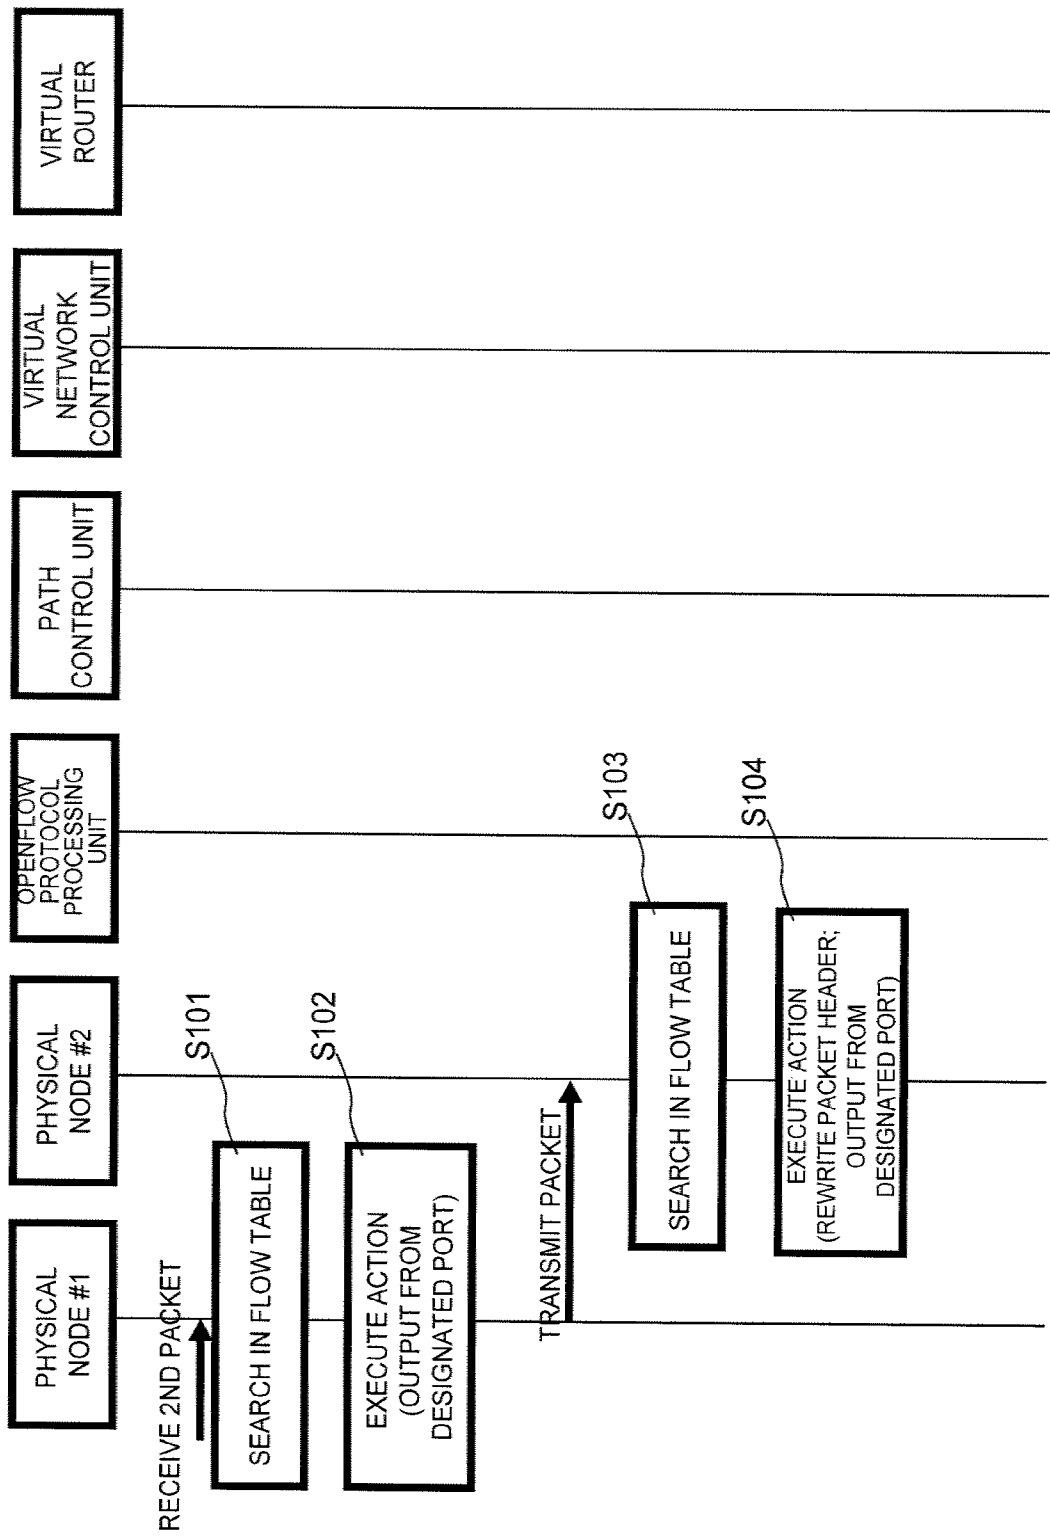 PHYSICAL
NODE #1
PHYSICAL
NODE #2
OPENFLOW
PROTOCOL
PROCESSING
UNIT
PATH
CONTROL UNIT
VIRTUAL
NETWORK
CONTROL UNIT
VIRTUAL
ROUTER
RECEIVE 2ND PACKET
S101
SEARCH IN FLOW TABLE
S102
EXECUTE ACTION
(OUTPUT FROM
DESIGNATED PORT)
TRANSMIT PACKET
S103
SEARCH IN FLOW TABLE
S104
EXECUTE ACTION
(REWRITE PACKET HEADER;
OUTPUT FROM
DESIGNATED PORT)